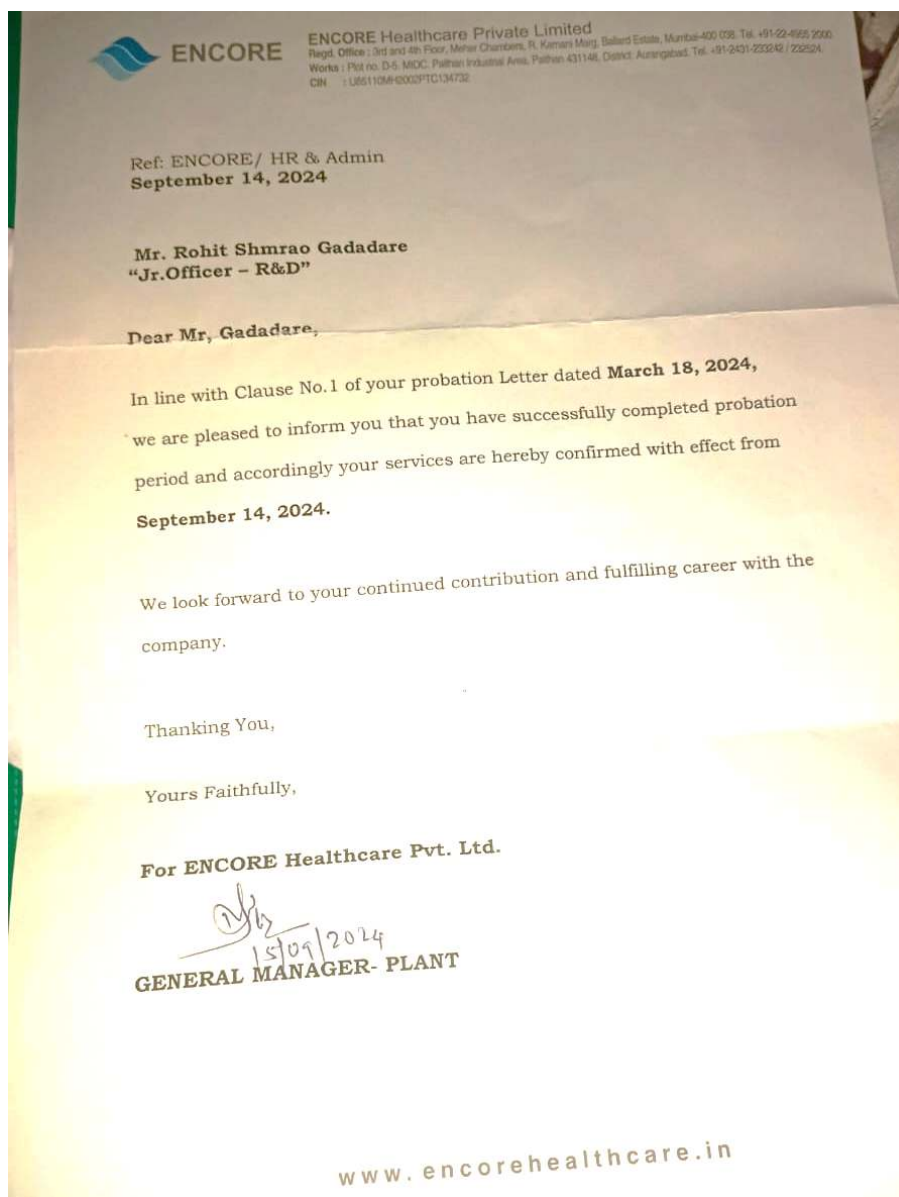 ENCORE
ENCORE Healthcare Private Limited
Regd. Office : 3rd and 4th Floor, Meher Chambers, R. Kamani Marg, Ballard Estate, Mumbai-400 038. Tel. +91-22-4955 2000
Works : Plot no. D-5, MIDC, Paithan Industrial Area, Paithan 431148, District: Aurangabad. Tel. +91-2431-233242 / 232524.
CIN :
Ref: ENCORE/ HR & Admin
September 14, 2024
Mr. Rohit Shmrao Gadadare
“Jr.Officer – R&D”
Dear Mr, Gadadare,
In line with Clause No.1 of your probation Letter dated March 18, 2024,
we are pleased to inform you that you have successfully completed probation
period and accordingly your services are hereby confirmed with effect from
September 14, 2024.
We look forward to your continued contribution and fulfilling career with the
company.
Thanking You,
Yours Faithfully,
For ENCORE Healthcare Pvt. Ltd.
15/09/2024
GENERAL MANAGER- PLANT
www.encorehealthcare.in